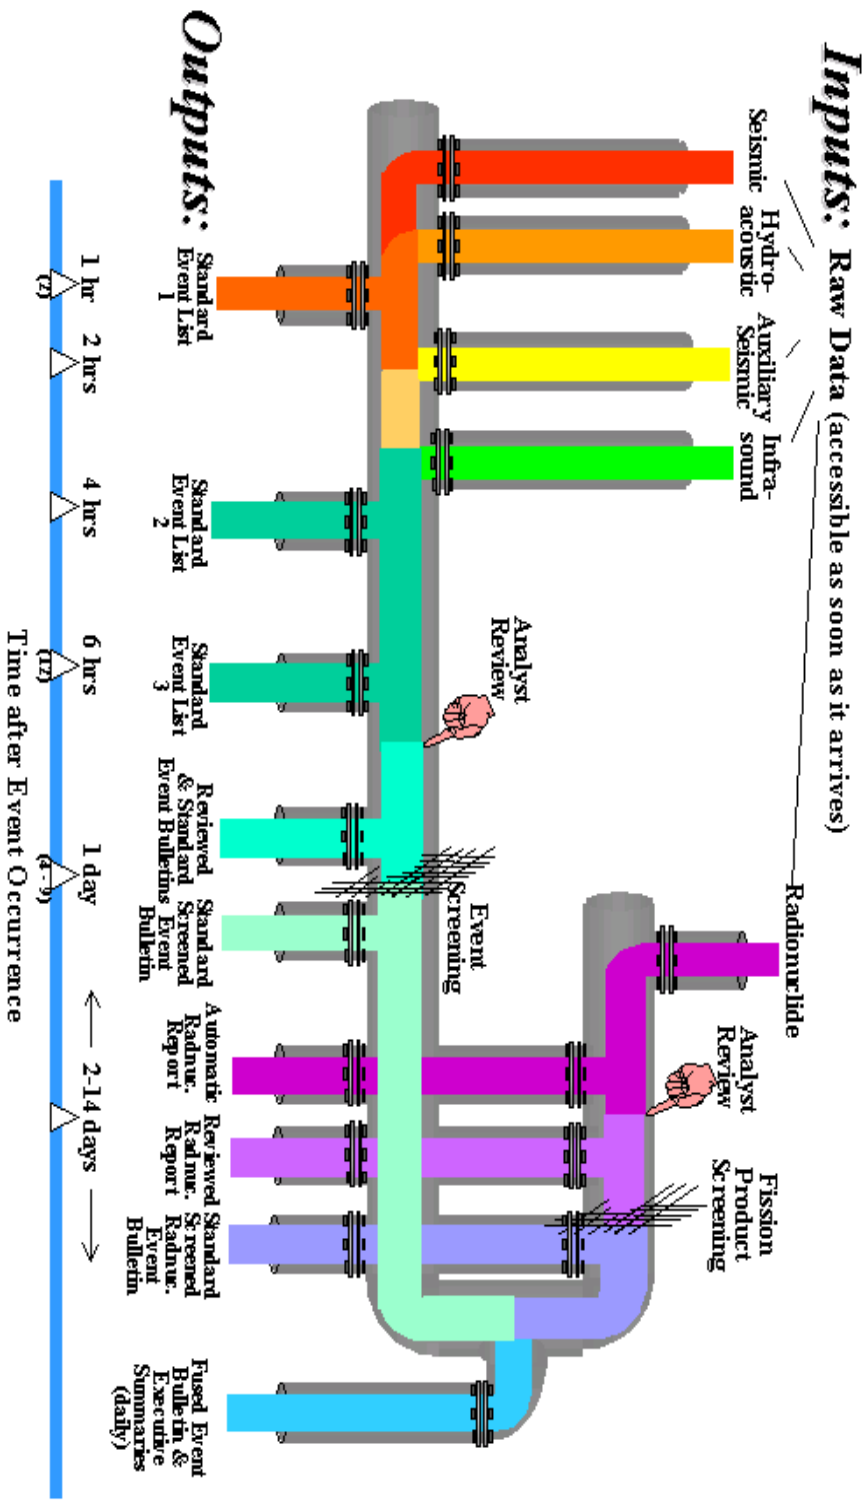 Inputs: Raw Data (accessible as soon as it arrives)
Seismic
Hydro-
acoustic
Auxiliary
Seismic
Infra-
sound
Radionuclide
Analyst
Review
Event
Screening
Analyst
Review
Fission
Product
Screening
Outputs:
Standard
Event List
1
Standard
Event List
2
Standard
Event List
3
Reviewed
& Standard
Event Bulletins
Standard
Screened
Event
Bulletin
Automatic
Radnuc.
Report
Reviewed
Radnuc.
Report
Standard
Screened
Radnuc.
Event
Bulletin
Fused Event
Bulletin &
Executive
Summaries
(daily)
1 hr
2 hrs
4 hrs
6 hrs
1 day
2-14 days
(2)
(12)
Time after Event Occurrence